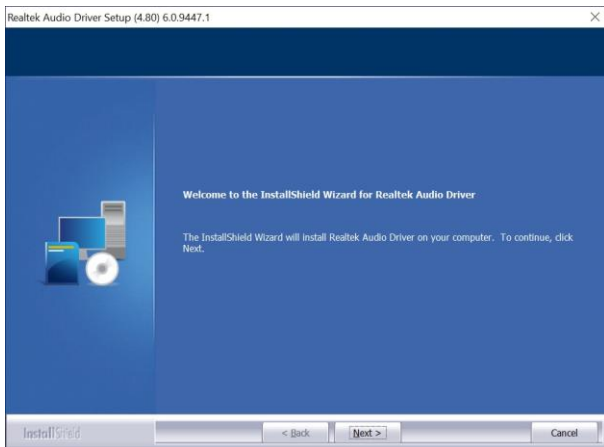 Realtek Audio Driver Setup (4.80) 6.0.9447.1
Welcome to the InstallShield Wizard for Realtek Audio Driver
The InstallShield Wizard will install Realtek Audio Driver on your computer. To continue, click
Next.
InstallShield
< Back
Next >
Cancel